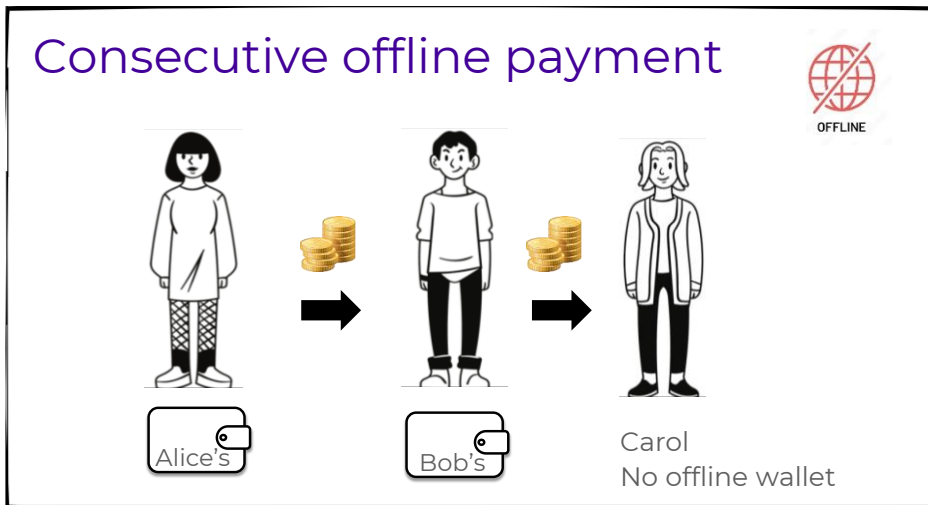 Consecutive offline payment
OFFLINE
Alice's
Bob's
Carol
No offline wallet